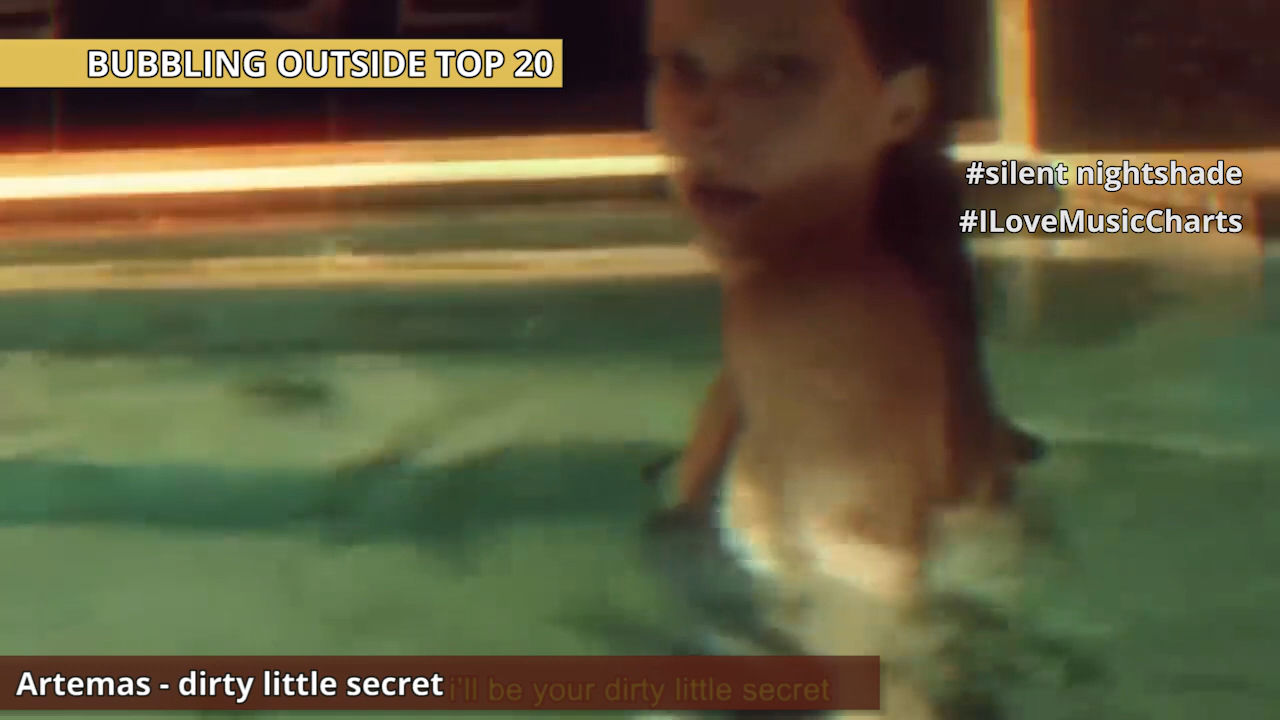 BUBBLING OUTSIDE TOP 20
#silent nightshade
#ILoveMusicCharts
Artemas - dirty little secret
i'll be your dirty little secret